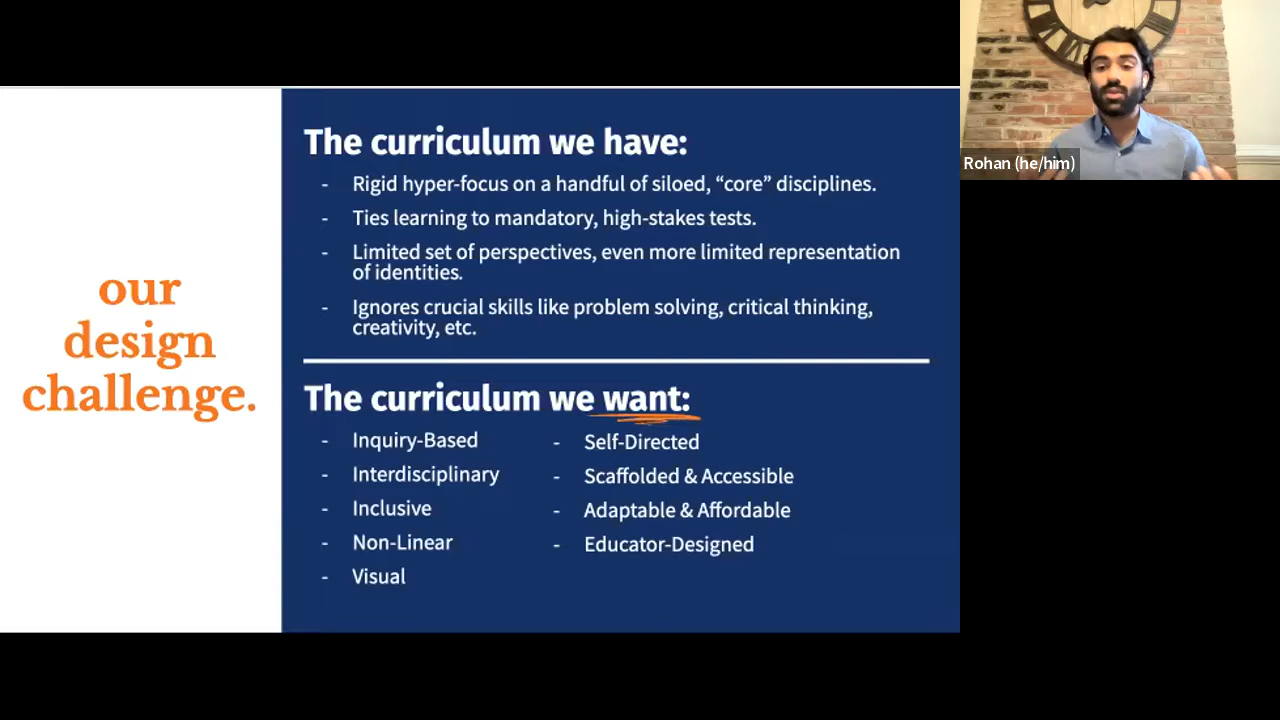 our
design
challenge.
The curriculum we have:
- Rigid hyper-focus on a handful of siloed, “core” disciplines.
- Ties learning to mandatory, high-stakes tests.
- Limited set of perspectives, even more limited representation
of identities.
- Ignores crucial skills like problem solving, critical thinking,
creativity, etc.
The curriculum we want:
- Inquiry-Based
- Interdisciplinary
- Inclusive
- Non-Linear
- Visual
- Self-Directed
- Scaffolded & Accessible
- Adaptable & Affordable
- Educator-Designed
Rohan (he/him)